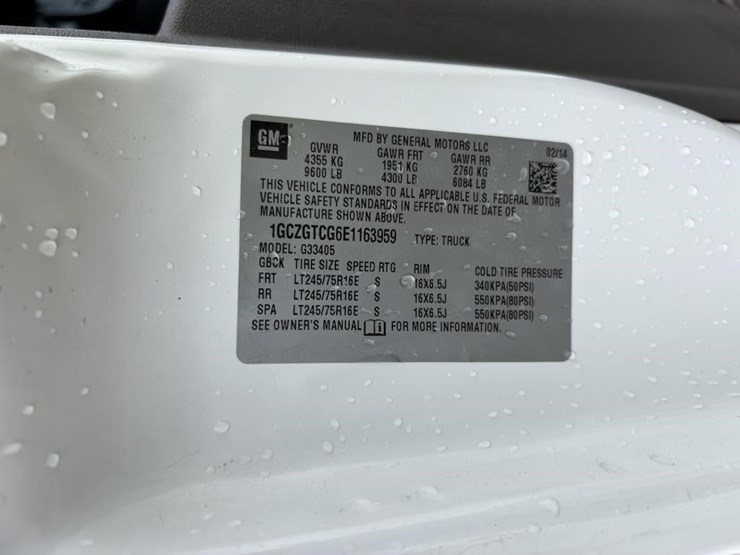 GM
MFD BY GENERAL MOTORS LLC
GVWR GAWR FRT GAWR RR 02/14
4355 KG 1951 KG 2760 KG
9600 LB 4300 LB 6084 LB
THIS VEHICLE CONFORMS TO ALL APPLICABLE U.S. FEDERAL MOTOR
VEHICLE SAFETY STANDARDS IN EFFECT ON THE DATE OF
MANUFACTURE SHOWN ABOVE.
1GCZGTCG6E1163959 TYPE: TRUCK
MODEL: G33405
GBCK TIRE SIZE SPEED RTG RIM COLD TIRE PRESSURE
FRT LT245/75R16E S 16X6.5J 340KPA(50PSI)
RR LT245/75R16E S 16X6.5J 550KPA(80PSI)
SPA LT245/75R16E S 16X6.5J 550KPA(80PSI)
SEE OWNER'S MANUAL FOR MORE INFORMATION.